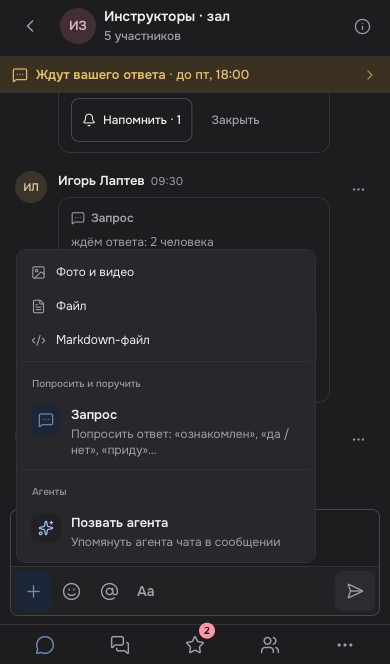 ИЗ
Инструкторы · зал
5 участников
Ждут вашего ответа · до пт, 18:00
Напомнить · 1
Закрыть
ИЛ
Игорь Лаптев 09:30
Запрос
ждём ответа: 2 человека
Фото и видео
Файл
Markdown-файл
Попросить и поручить
Запрос
Попросить ответ: «ознакомлен», «да /
нет», «приду»...
Агенты
Позвать агента
Упомянуть агента чата в сообщении
Aa
2